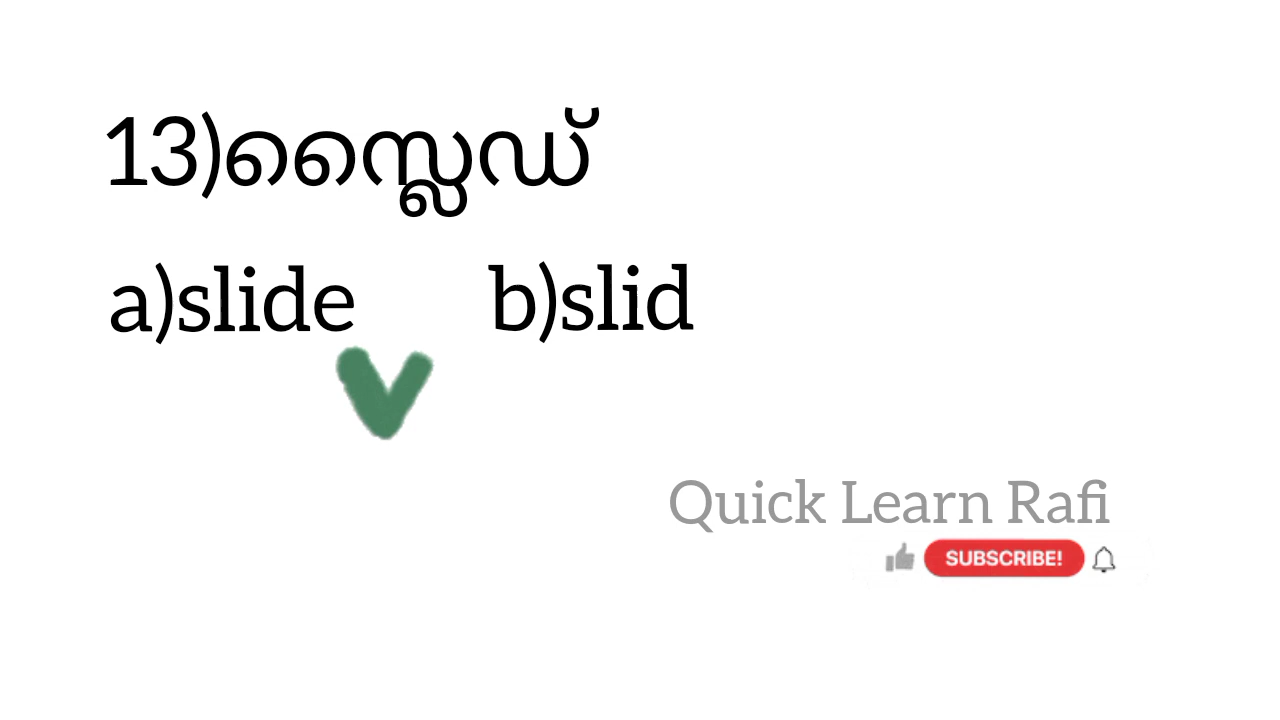 13)സ്ലൈഡ്
a)slide b)slid
Quick Learn Rafi
SUBSCRIBE!